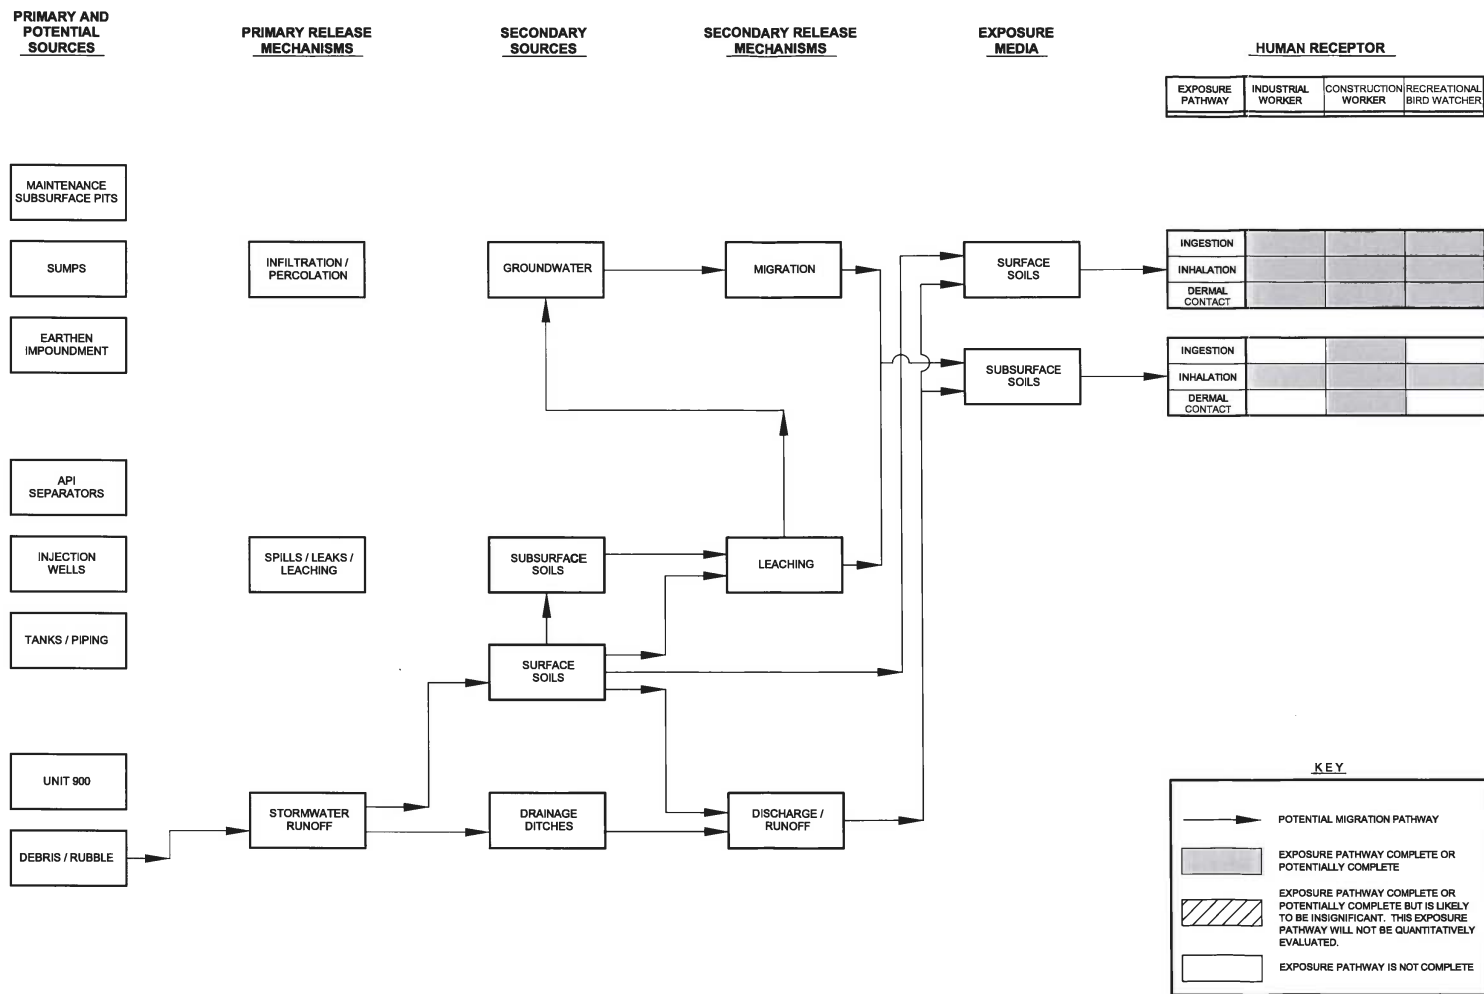 PRIMARY AND
POTENTIAL
SOURCES
PRIMARY RELEASE
MECHANISMS
SECONDARY
SOURCES
SECONDARY RELEASE
MECHANISMS
EXPOSURE
MEDIA
HUMAN RECEPTOR
EXPOSURE
PATHWAY
INDUSTRIAL
WORKER
CONSTRUCTION
WORKER
RECREATIONAL
BIRD WATCHER
MAINTENANCE
SUBSURFACE PITS
SUMPS
INFILTRATION /
PERCOLATION
GROUNDWATER
MIGRATION
SURFACE
SOILS
INGESTION
INHALATION
DERMAL
CONTACT
EARTHEN
IMPOUNDMENT
SUBSURFACE
SOILS
INGESTION
INHALATION
DERMAL
CONTACT
API
SEPARATORS
INJECTION
WELLS
SPILLS / LEAKS /
LEACHING
SUBSURFACE
SOILS
LEACHING
TANKS / PIPING
SURFACE
SOILS
UNIT 900
STORMWATER
RUNOFF
DRAINAGE
DITCHES
DISCHARGE /
RUNOFF
DEBRIS / RUBBLE
KEY
POTENTIAL MIGRATION PATHWAY
EXPOSURE PATHWAY COMPLETE OR
POTENTIALLY COMPLETE
EXPOSURE PATHWAY COMPLETE OR
POTENTIALLY COMPLETE BUT IS LIKELY
TO BE INSIGNIFICANT. THIS EXPOSURE
PATHWAY WILL NOT BE QUANTITATIVELY
EVALUATED.
EXPOSURE PATHWAY IS NOT COMPLETE